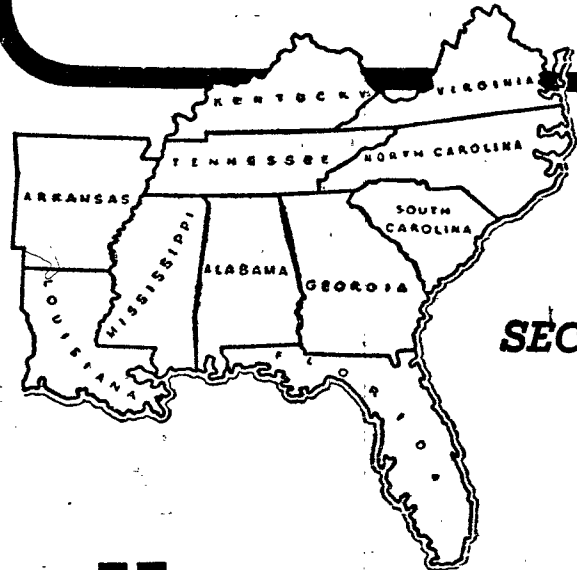 KENTUCKY
VIRGINIA
TENNESSEE
NORTH CAROLINA
ARKANSAS
SOUTH
CAROLINA
MISSISSIPPI
ALABAMA
GEORGIA
LOUISIANA
FLORIDA
SEC